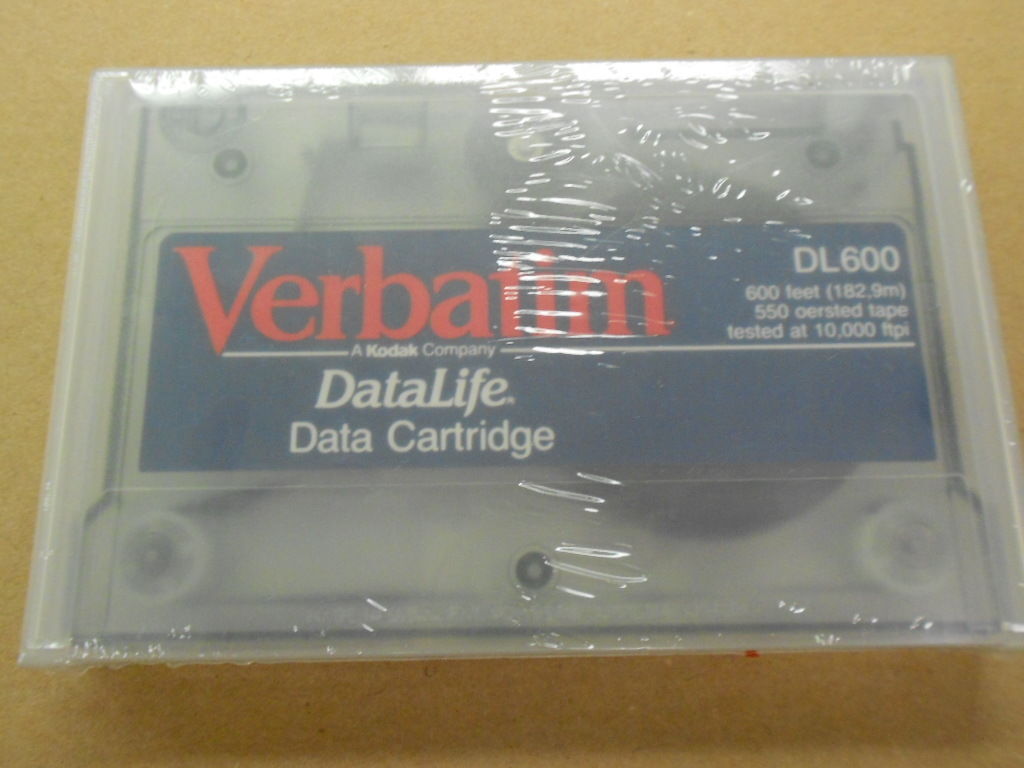 Verbatim
A Kodak Company
DataLife®
Data Cartridge
DL600
600 feet (182,9m)
550 oersted tape
tested at 10,000 ftpi